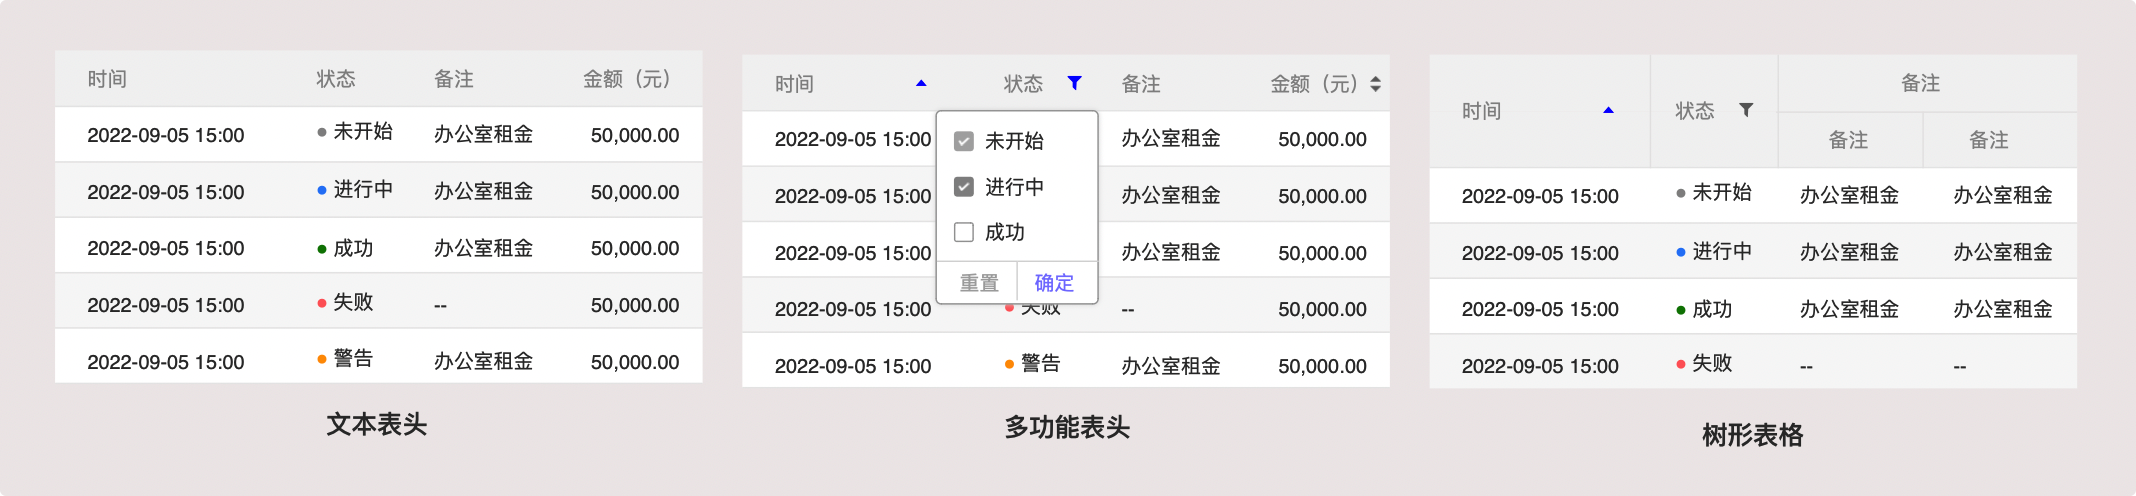 时间 状态 备注 金额（元）
2022-09-05 15:00 未开始 办公室租金 50,000.00
2022-09-05 15:00 进行中 办公室租金 50,000.00
2022-09-05 15:00 成功 办公室租金 50,000.00
2022-09-05 15:00 失败 -- 50,000.00
2022-09-05 15:00 警告 办公室租金 50,000.00
文本表头
时间 状态 备注 金额（元）
2022-09-05 15:00 办公室租金 50,000.00
2022-09-05 15:00 办公室租金 50,000.00
2022-09-05 15:00 办公室租金 50,000.00
2022-09-05 15:00 失败 -- 50,000.00
2022-09-05 15:00 警告 办公室租金 50,000.00
未开始
进行中
成功
重置 确定
多功能表头
时间 状态 备注
备注 备注
2022-09-05 15:00 未开始 办公室租金 办公室租金
2022-09-05 15:00 进行中 办公室租金 办公室租金
2022-09-05 15:00 成功 办公室租金 办公室租金
2022-09-05 15:00 失败 -- --
树形表格